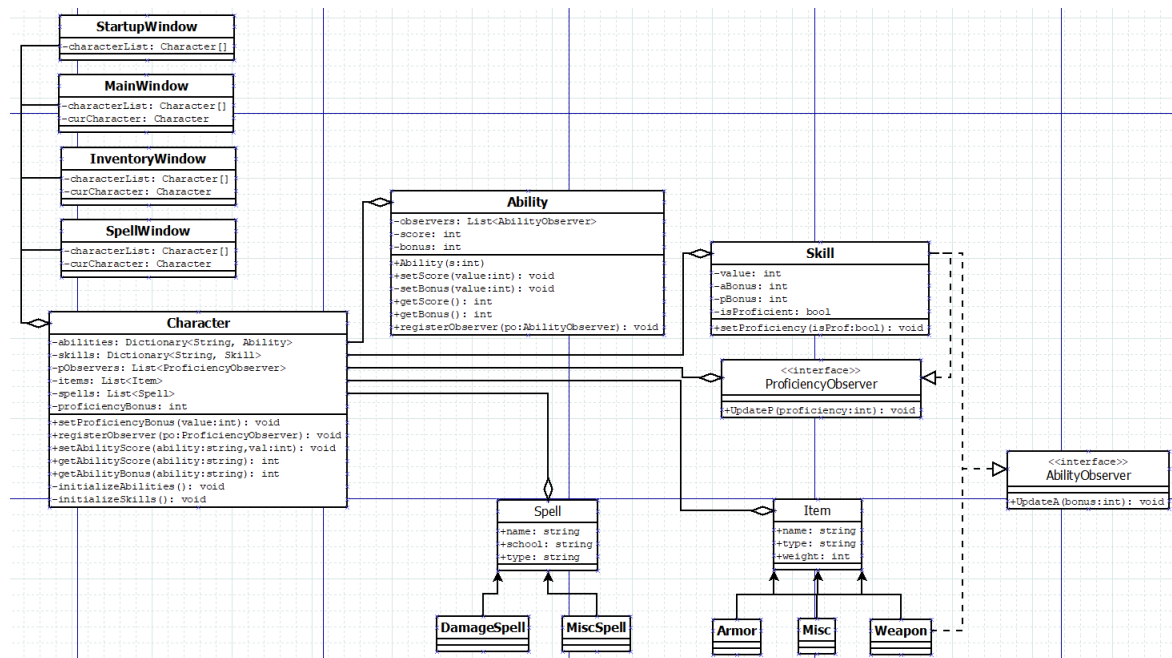 StartupWindow
-characterList: Character[]
MainWindow
-characterList: Character[]
-curCharacter: Character
InventoryWindow
-characterList: Character[]
-curCharacter: Character
SpellWindow
-characterList: Character[]
-curCharacter: Character
Character
-abilities: Dictionary<String, Ability>
-skills: Dictionary<String, Skill>
-pObservers: List<ProficiencyObserver>
-items: List<Item>
-spells: List<Spell>
-proficiencyBonus: int
+setProficiencyBonus(value:int): void
+registerObserver(po:ProficiencyObserver): void
+setAbilityScore(ability:string,val:int): void
+getAbilityScore(ability:string): int
+getAbilityBonus(ability:string): int
-initializeAbilities(): void
-initializeSkills(): void
Ability
-observers: List<AbilityObserver>
-score: int
-bonus: int
+Ability(s:int)
+setScore(value:int): void
-setBonus(value:int): void
+getScore(): int
+getBonus(): int
+registerObserver(po:AbilityObserver): void
Skill
-value: int
-aBonus: int
-pBonus: int
-isProficient: bool
+setProficiency(isProf:bool): void
<<interface>>
ProficiencyObserver
+UpdateP(proficiency:int): void
<<interface>>
AbilityObserver
+UpdateA(bonus:int): void
Spell
+name: string
+school: string
+type: string
Item
+name: string
+type: string
+weight: int
DamageSpell
MiscSpell
Armor
Misc
Weapon